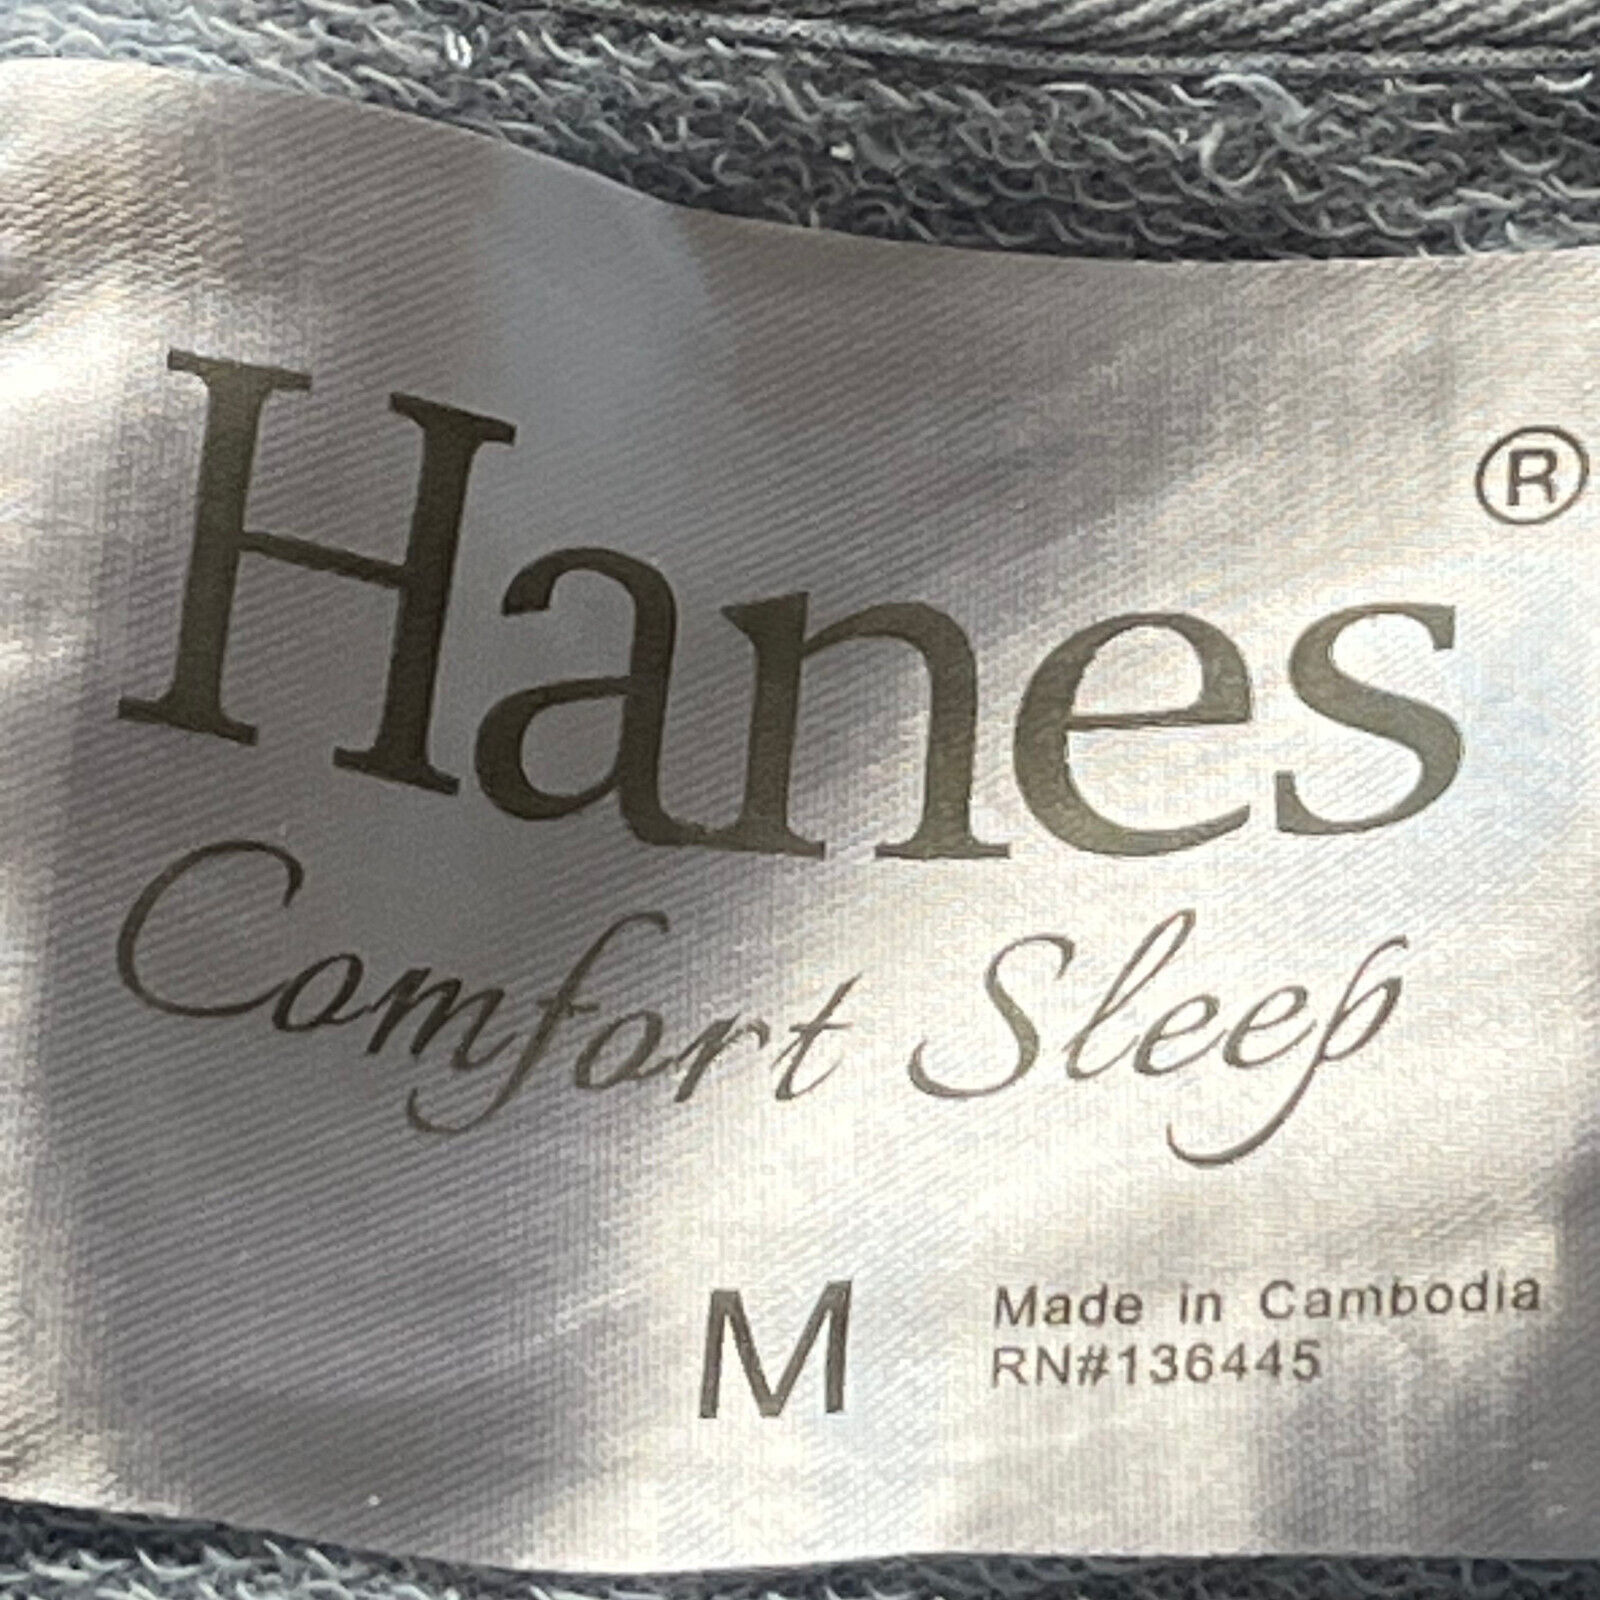 Hanes®
Comfort Sleep
M
Made in Cambodia
RN#136445